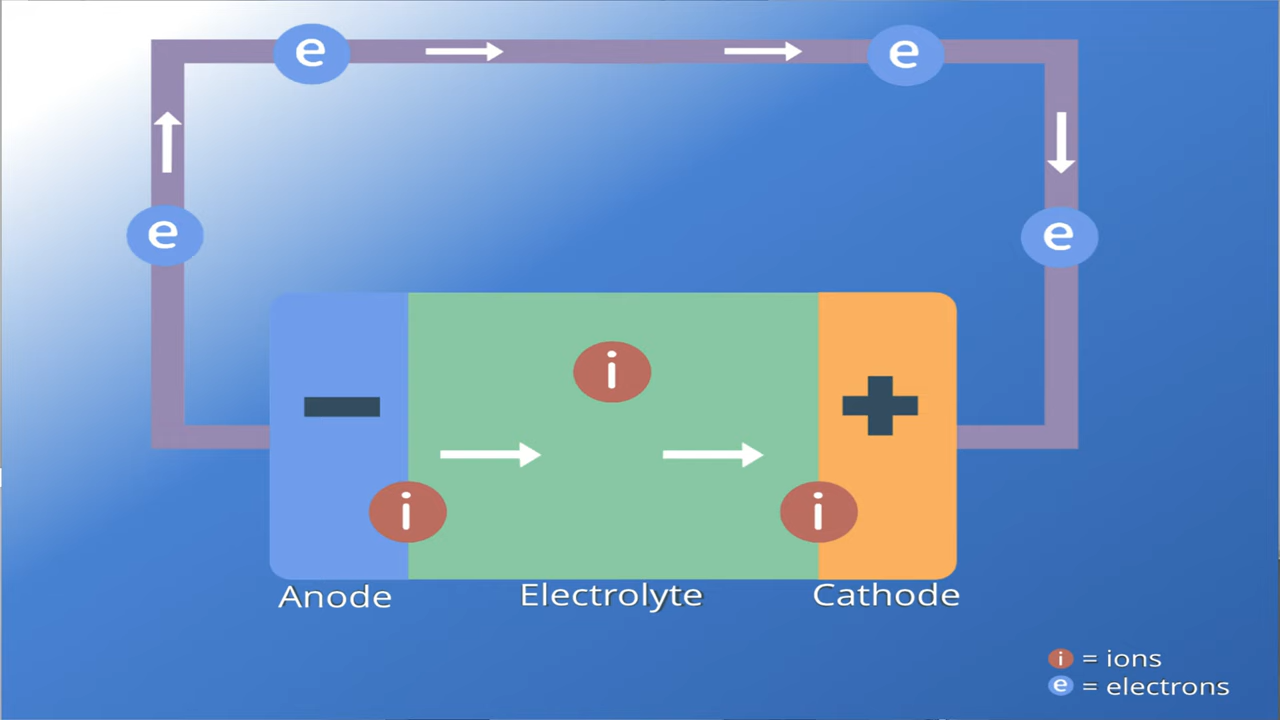 e
e
e
e
i
i
i
Anode
Electrolyte
Cathode
i = ions
e = electrons